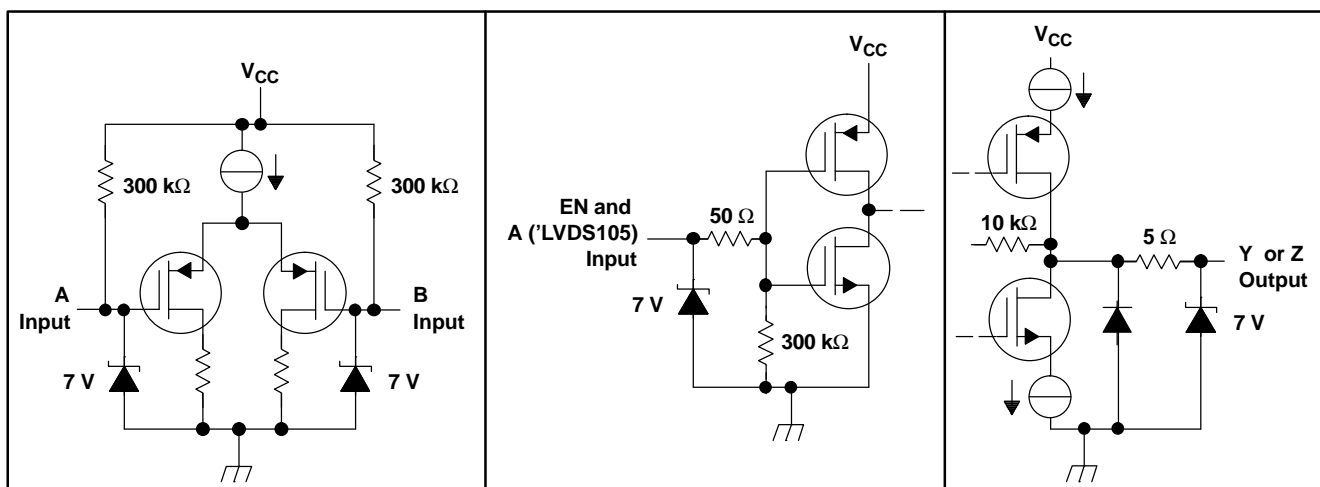 VCC
300 kΩ
300 kΩ
A
Input
B
Input
7 V
7 V
VCC
EN and
A ('LVDS105)
Input
50 Ω
7 V
300 kΩ
VCC
10 kΩ
5 Ω
Y or Z
Output
7 V